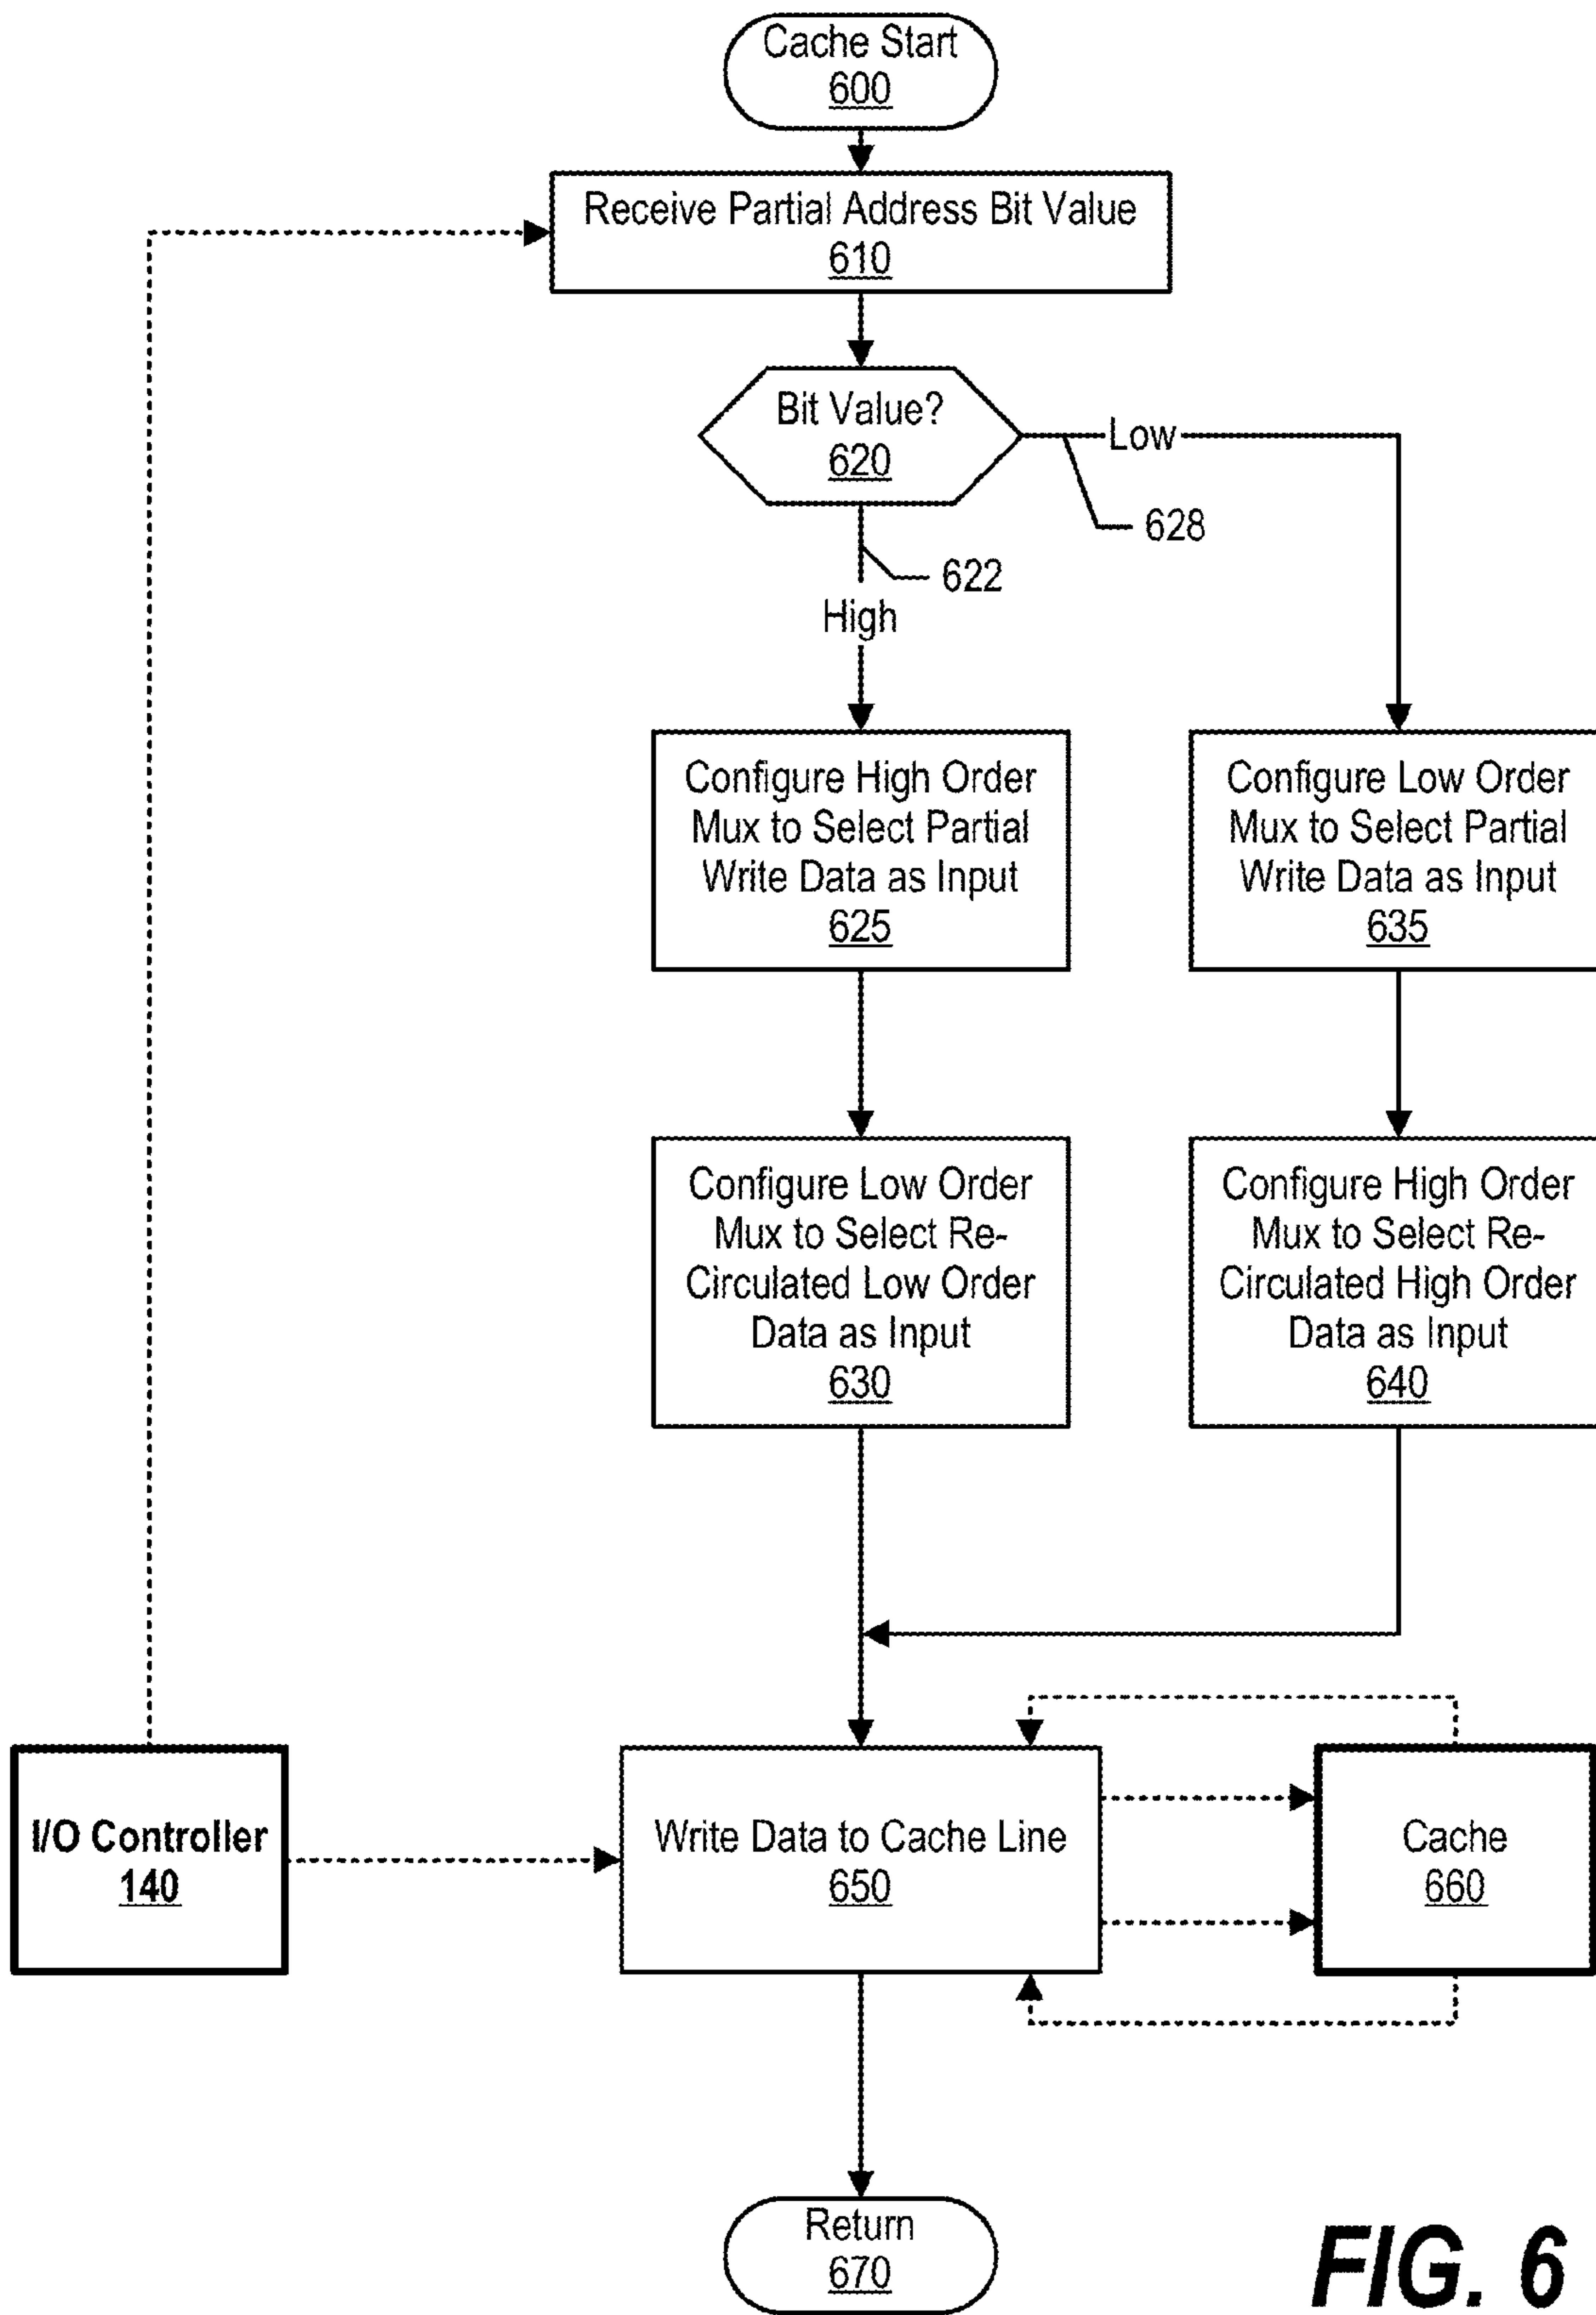 Cache Start
600
Receive Partial Address Bit Value
610
Bit Value?
620
Low
628
622
High
Configure High Order
Mux to Select Partial
Write Data as Input
625
Configure Low Order
Mux to Select Partial
Write Data as Input
635
Configure Low Order
Mux to Select Re-
Circulated Low Order
Data as Input
630
Configure High Order
Mux to Select Re-
Circulated High Order
Data as Input
640
I/O Controller
140
Write Data to Cache Line
650
Cache
660
Return
670
FIG. 6